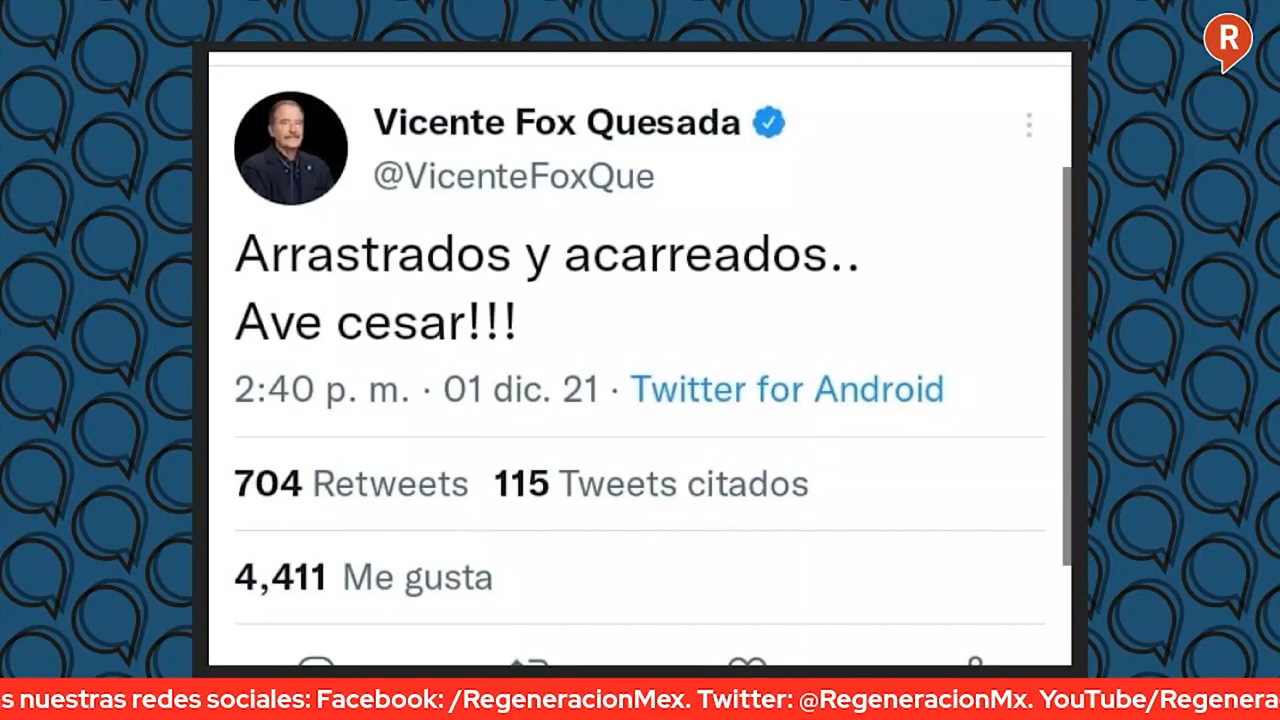 R
Vicente Fox Quesada
@VicenteFoxQue
Arrastrados y acarreados..
Ave cesar!!!
2:40 p. m. · 01 dic. 21 · Twitter for Android
704 Retweets 115 Tweets citados
4,411 Me gusta
s nuestras redes sociales: Facebook: /RegeneracionMex. Twitter: @RegeneracionMx. YouTube/Regenera